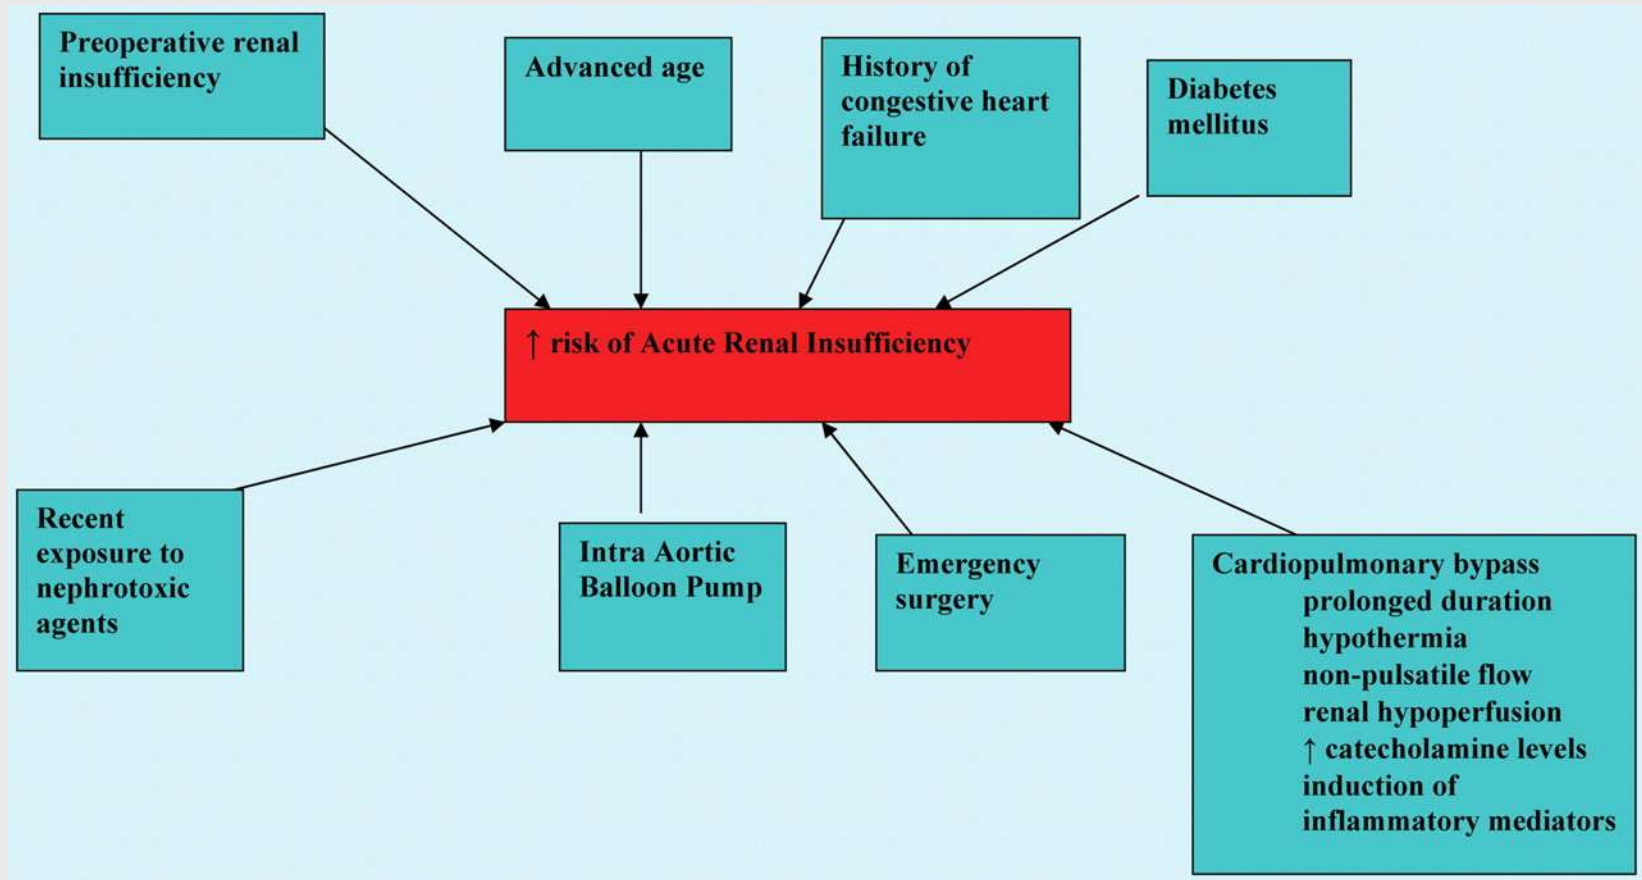 Preoperative renal
insufficiency
Advanced age
History of
congestive heart
failure
Diabetes
mellitus
↑ risk of Acute Renal Insufficiency
Recent
exposure to
nephrotoxic
agents
Intra Aortic
Balloon Pump
Emergency
surgery
Cardiopulmonary bypass
prolonged duration
hypothermia
non-pulsatile flow
renal hypoperfusion
↑ catecholamine levels
induction of
inflammatory mediators